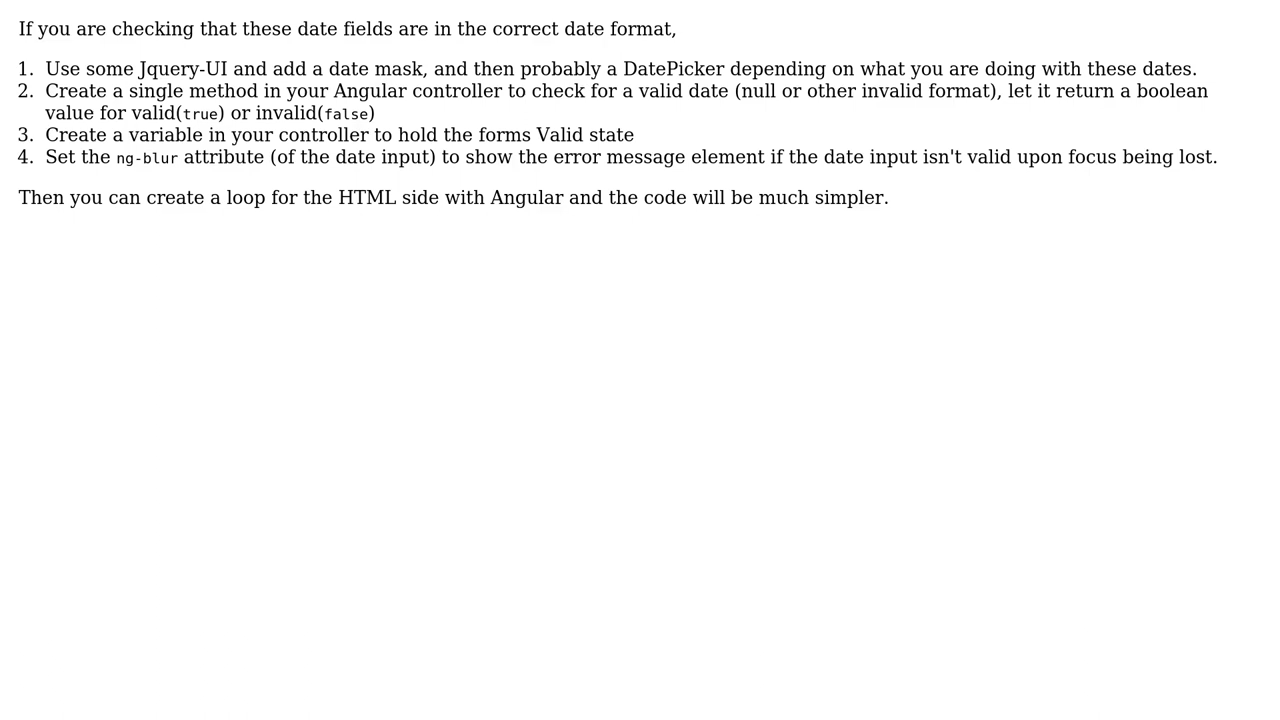 If you are checking that these date fields are in the correct date format,
1. Use some Jquery-UI and add a date mask, and then probably a DatePicker depending on what you are doing with these dates.
2. Create a single method in your Angular controller to check for a valid date (null or other invalid format), let it return a boolean
value for valid(true) or invalid(false)
3. Create a variable in your controller to hold the forms Valid state
4. Set the ng-blur attribute (of the date input) to show the error message element if the date input isn't valid upon focus being lost.
Then you can create a loop for the HTML side with Angular and the code will be much simpler.